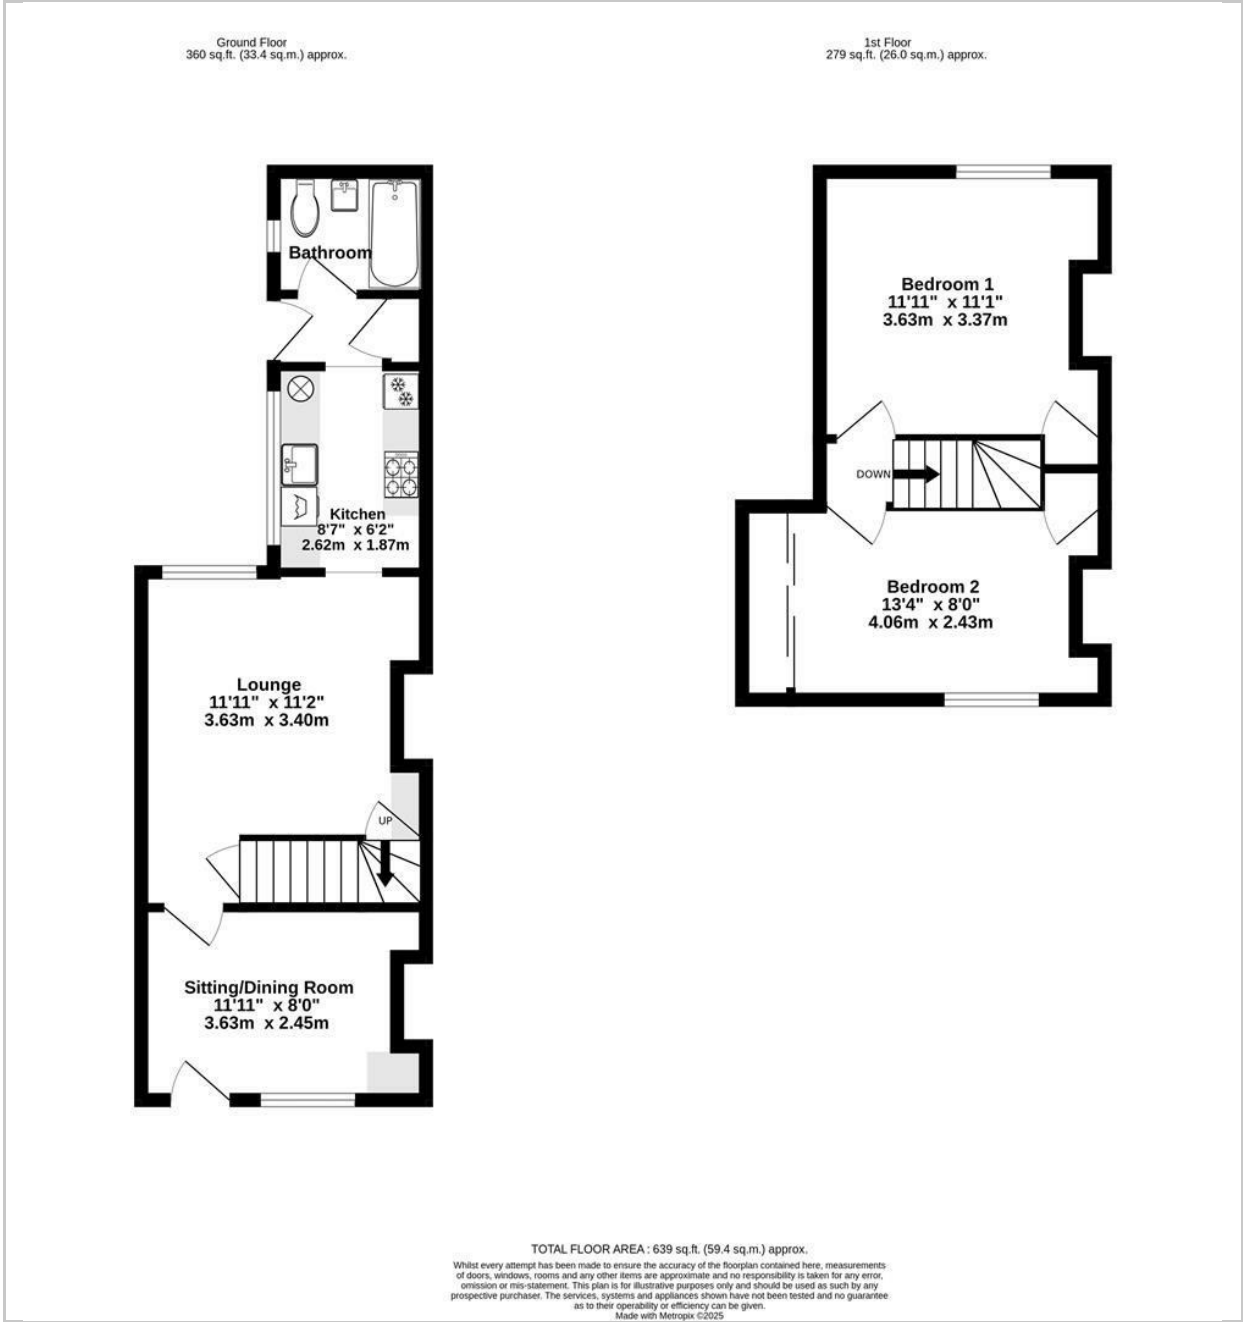 Ground Floor
360 sq.ft. (33.4 sq.m.) approx.
1st Floor
279 sq.ft. (26.0 sq.m.) approx.
Bathroom
Kitchen
8'7" x 6'2"
2.62m x 1.87m
Lounge
11'11" x 11'2"
3.63m x 3.40m
UP
Sitting/Dining Room
11'11" x 8'0"
3.63m x 2.45m
Bedroom 1
11'11" x 11'1"
3.63m x 3.37m
DOWN
Bedroom 2
13'4" x 8'0"
4.06m x 2.43m
TOTAL FLOOR AREA : 639 sq.ft. (59.4 sq.m.) approx.
Whilst every attempt has been made to ensure the accuracy of the floorplan contained here, measurements
of doors, windows, rooms and any other items are approximate and no responsibility is taken for any error,
omission or mis-statement. This plan is for illustrative purposes only and should be used as such by any
prospective purchaser. The services, systems and appliances shown have not been tested and no guarantee
as to their operability or efficiency can be given.
Made with Metropix ©2025